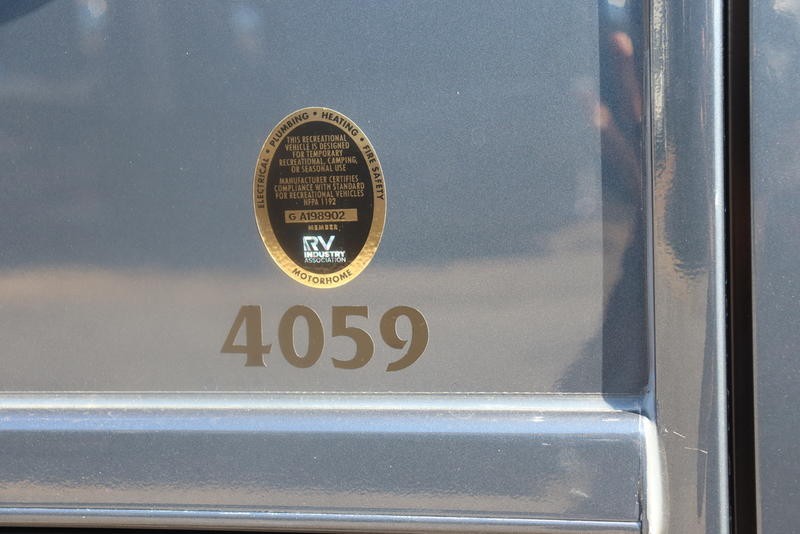 ELECTRICAL • PLUMBING • HEATING • FIRE SAFETY
THIS RECREATIONAL
VEHICLE IS DESIGNED
FOR TEMPORARY
RECREATIONAL, CAMPING,
OR SEASONAL USE
MANUFACTURER CERTIFIES
COMPLIANCE WITH STANDARD
FOR RECREATIONAL VEHICLES
NFPA 1192
G A198902
MEMBER
RV
INDUSTRY
ASSOCIATION
MOTORHOME
4059